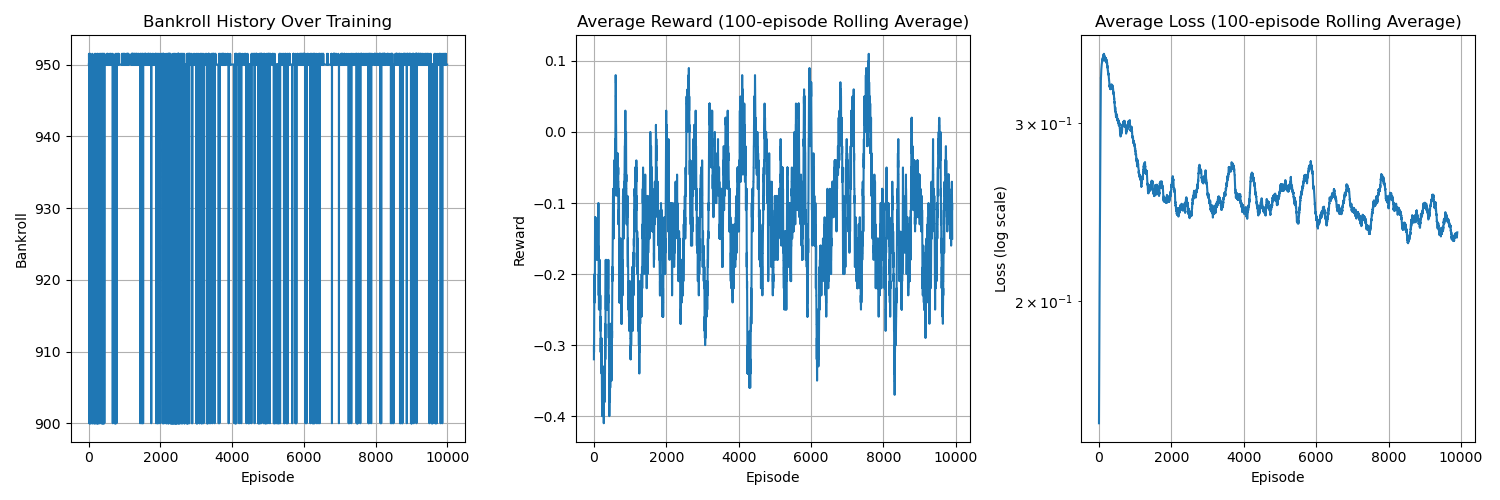 Bankroll History Over Training
Bankroll
950
940
930
920
910
900
0 2000 4000 6000 8000 10000
Episode
Average Reward (100-episode Rolling Average)
Reward
0.1
0.0
−0.1
−0.2
−0.3
−0.4
0 2000 4000 6000 8000 10000
Episode
Average Loss (100-episode Rolling Average)
Loss (log scale)
3 × 10⁻¹
2 × 10⁻¹
0 2000 4000 6000 8000 10000
Episode